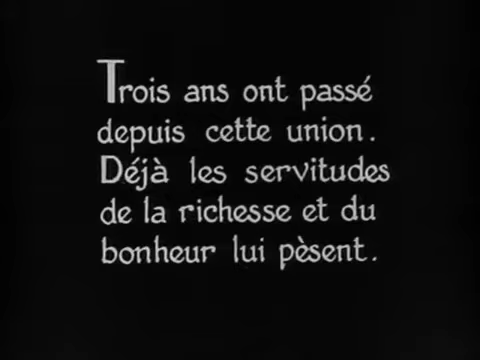 Trois ans ont passé
depuis cette union.
Déjà les servitudes
de la richesse et du
bonheur lui pèsent.